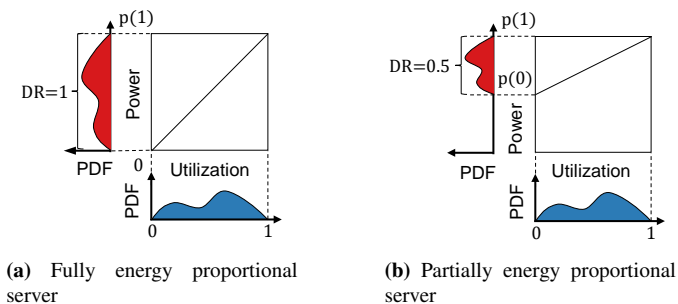 p(1)
DR=1
Power
PDF
0
Utilization
PDF
0
1
(a) Fully energy proportional
server
p(1)
DR=0.5
p(0)
Power
PDF
Utilization
PDF
0
1
(b) Partially energy proportional
server